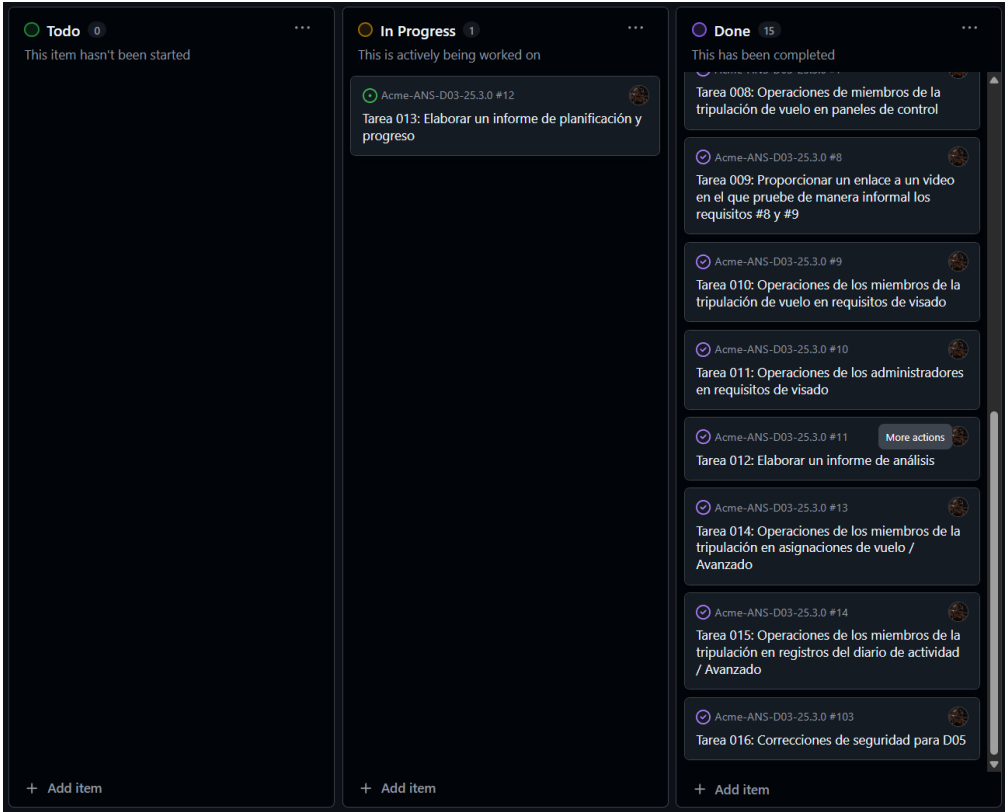 Todo 0
This item hasn't been started
Add item
In Progress 1
This is actively being worked on
Acme-ANS-D03-25.3.0 #12
Tarea 013: Elaborar un informe de planificación y
progreso
Add item
Done 15
This has been completed
Tarea 008: Operaciones de miembros de la
tripulación de vuelo en paneles de control
Acme-ANS-D03-25.3.0 #8
Tarea 009: Proporcionar un enlace a un video
en el que pruebe de manera informal los
requisitos #8 y #9
Acme-ANS-D03-25.3.0 #9
Tarea 010: Operaciones de los miembros de la
tripulación de vuelo en requisitos de visado
Acme-ANS-D03-25.3.0 #10
Tarea 011: Operaciones de los administradores
en requisitos de visado
Acme-ANS-D03-25.3.0 #11
More actions
Tarea 012: Elaborar un informe de análisis
Acme-ANS-D03-25.3.0 #13
Tarea 014: Operaciones de los miembros de la
tripulación en asignaciones de vuelo /
Avanzado
Acme-ANS-D03-25.3.0 #14
Tarea 015: Operaciones de los miembros de la
tripulación en registros del diario de actividad
/ Avanzado
Acme-ANS-D03-25.3.0 #103
Tarea 016: Correcciones de seguridad para D05
Add item